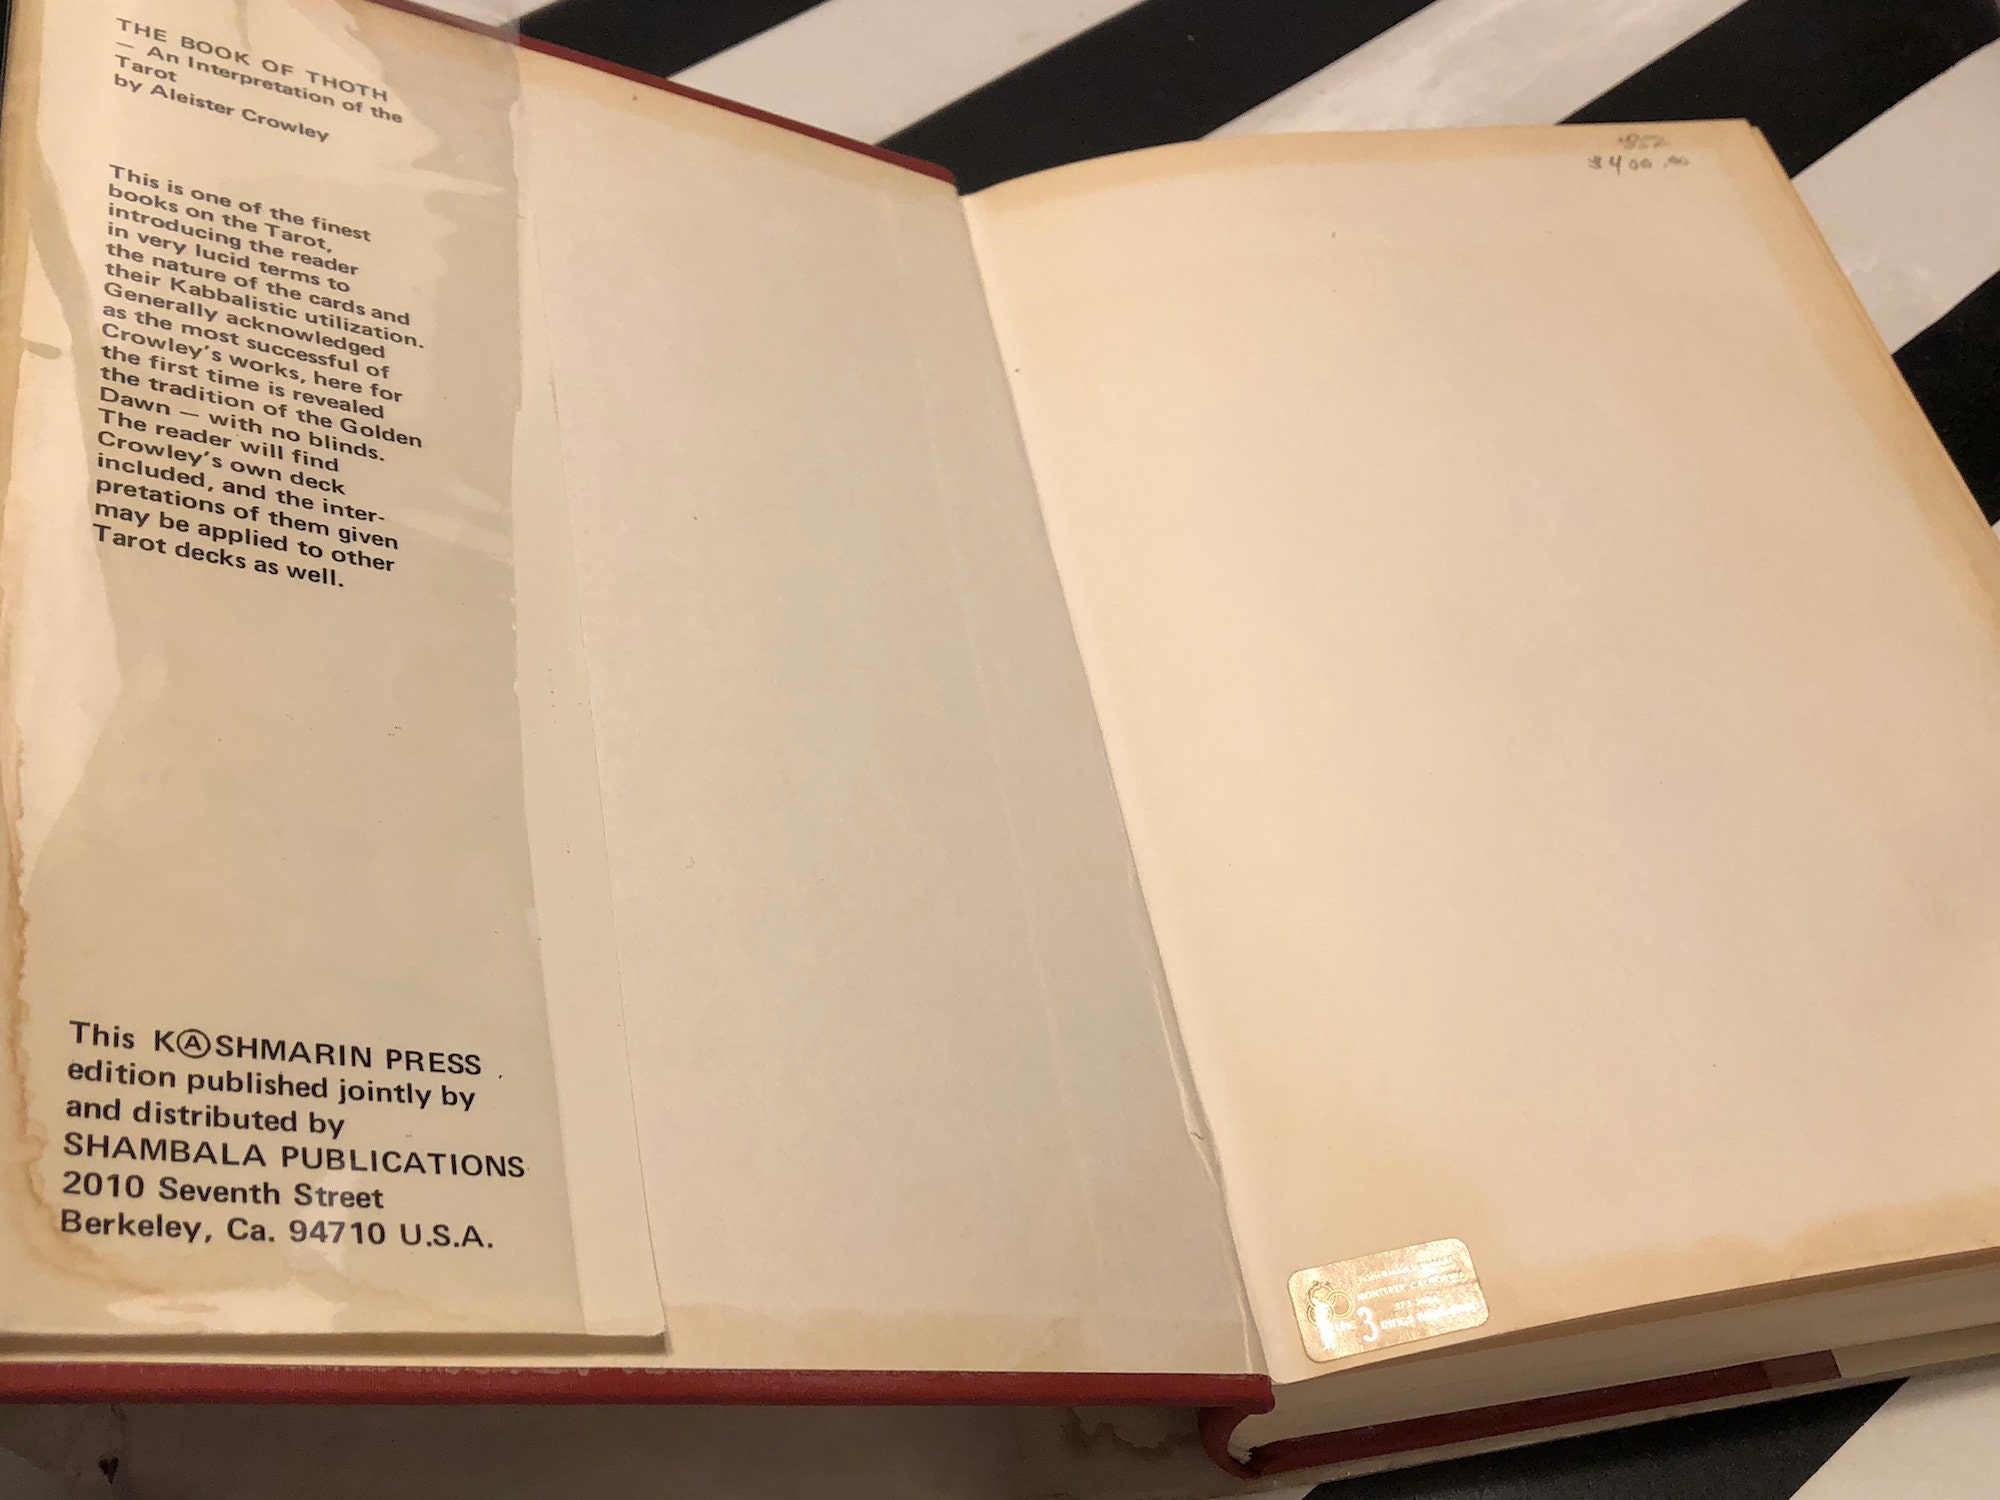 THE BOOK OF THOTH
— An Interpretation of the
Tarot
by Aleister Crowley
This is one of the finest
books on the Tarot,
introducing the reader
in very lucid terms to
the nature of the cards and
their Kabbalistic utilization.
Generally acknowledged
as the most successful of
Crowley's works, here for
the first time is revealed
the tradition of the Golden
Dawn — with no blinds.
The reader will find
Crowley's own deck
included, and the inter-
pretations of them given
may be applied to other
Tarot decks as well.
This KⒶSHMARIN PRESS
edition published jointly by
and distributed by
SHAMBALA PUBLICATIONS
2010 Seventh Street
Berkeley, Ca. 94710 U.S.A.
$400.00
MONTEREY
3